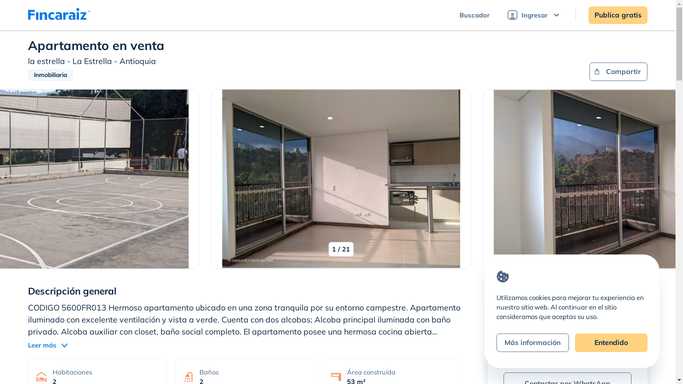 Fincaraiz
Buscador
Ingresar
Publica gratis
Apartamento en venta
la estrella - La Estrella - Antioquia
Inmobiliaria
Compartir
1 / 21
Descripción general
CODIGO 5600FR013 Hermoso apartamento ubicado en una zona tranquila por su entorno campestre. Apartamento
iluminado con excelente ventilación y vista a verde. Cuenta con dos alcobas; Alcoba principal iluminada con baño
privado. Alcoba auxiliar con closet, baño social completo. El apartamento posee una hermosa cocina abierta...
Leer más
Habitaciones
2
Baños
2
Área construida
53 m²
Utilizamos cookies para mejorar tu experiencia en
nuestro sitio web. Al continuar en el sitio
consideramos que aceptas su uso.
Más información
Entendido
Contactar por WhatsApp